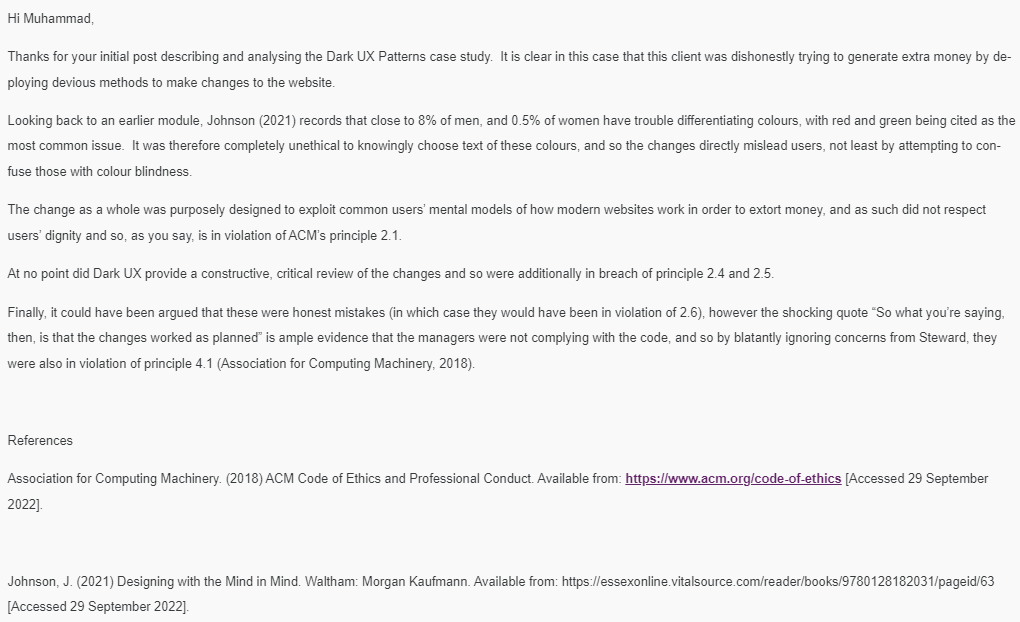 Hi Muhammad,
Thanks for your initial post describing and analysing the Dark UX Patterns case study.  It is clear in this case that this client was dishonestly trying to generate extra money by de-
ploying devious methods to make changes to the website.
Looking back to an earlier module, Johnson (2021) records that close to 8% of men, and 0.5% of women have trouble differentiating colours, with red and green being cited as the
most common issue.  It was therefore completely unethical to knowingly choose text of these colours, and so the changes directly mislead users, not least by attempting to con-
fuse those with colour blindness.
The change as a whole was purposely designed to exploit common users' mental models of how modern websites work in order to extort money, and as such did not respect
users' dignity and so, as you say, is in violation of ACM's principle 2.1.
At no point did Dark UX provide a constructive, critical review of the changes and so were additionally in breach of principle 2.4 and 2.5.
Finally, it could have been argued that these were honest mistakes (in which case they would have been in violation of 2.6), however the shocking quote “So what you're saying,
then, is that the changes worked as planned” is ample evidence that the managers were not complying with the code, and so by blatantly ignoring concerns from Steward, they
were also in violation of principle 4.1 (Association for Computing Machinery, 2018).
References
Association for Computing Machinery. (2018) ACM Code of Ethics and Professional Conduct. Available from: https://www.acm.org/code-of-ethics [Accessed 29 September
2022].
Johnson, J. (2021) Designing with the Mind in Mind. Waltham: Morgan Kaufmann. Available from: https://essexonline.vitalsource.com/reader/books/9780128182031/pageid/63
[Accessed 29 September 2022].